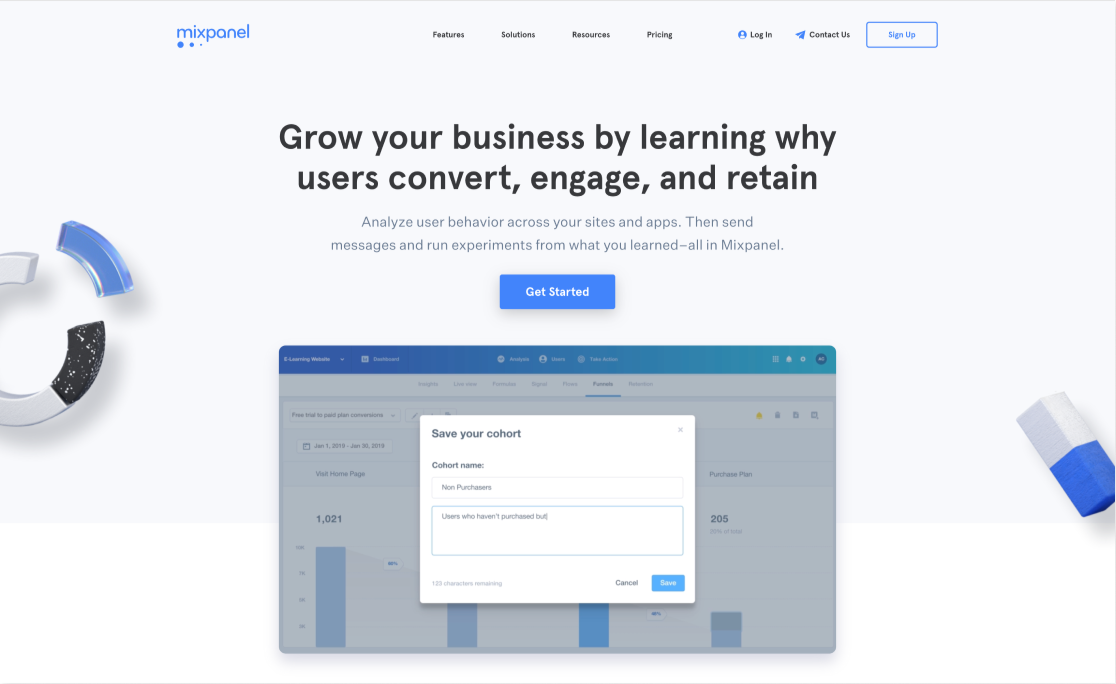 mixpanel
Features Solutions Resources Pricing Log In Contact Us Sign Up
Grow your business by learning why
users convert, engage, and retain
Analyze user behavior across your sites and apps. Then send
messages and run experiments from what you learned–all in Mixpanel.
Get Started
E-Learning Website Dashboard Analysis Users Take Action
Insights Live view Formulas Signal Flows Funnels Retention
Free trial to paid plan conversions
Save your cohort
Jan 1, 2019 - Jan 30, 2019
Cohort name:
Visit Home Page Purchase Plan
Non Purchasers
Users who haven't purchased but
1,021 205
20% of total
10K
7K
123 characters remaining Cancel Save